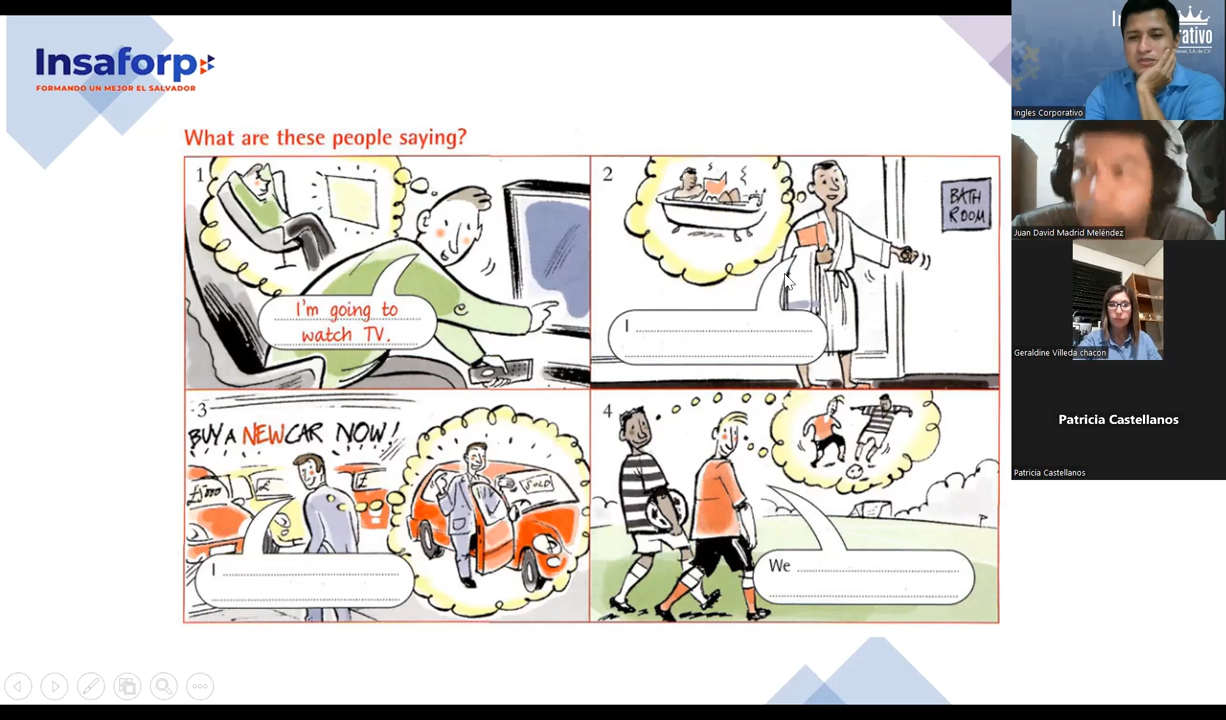 Insaforp
FORMANDO UN MEJOR EL SALVADOR
What are these people saying?
1
I'm going to
watch TV.
2
BATH
ROOM
I
3
BUY A NEW CAR NOW!
SOLD
I
4
We
Ingles Corporativo
Juan David Madrid Meléndez
Geraldine Villeda chacon
Patricia Castellanos
Patricia Castellanos